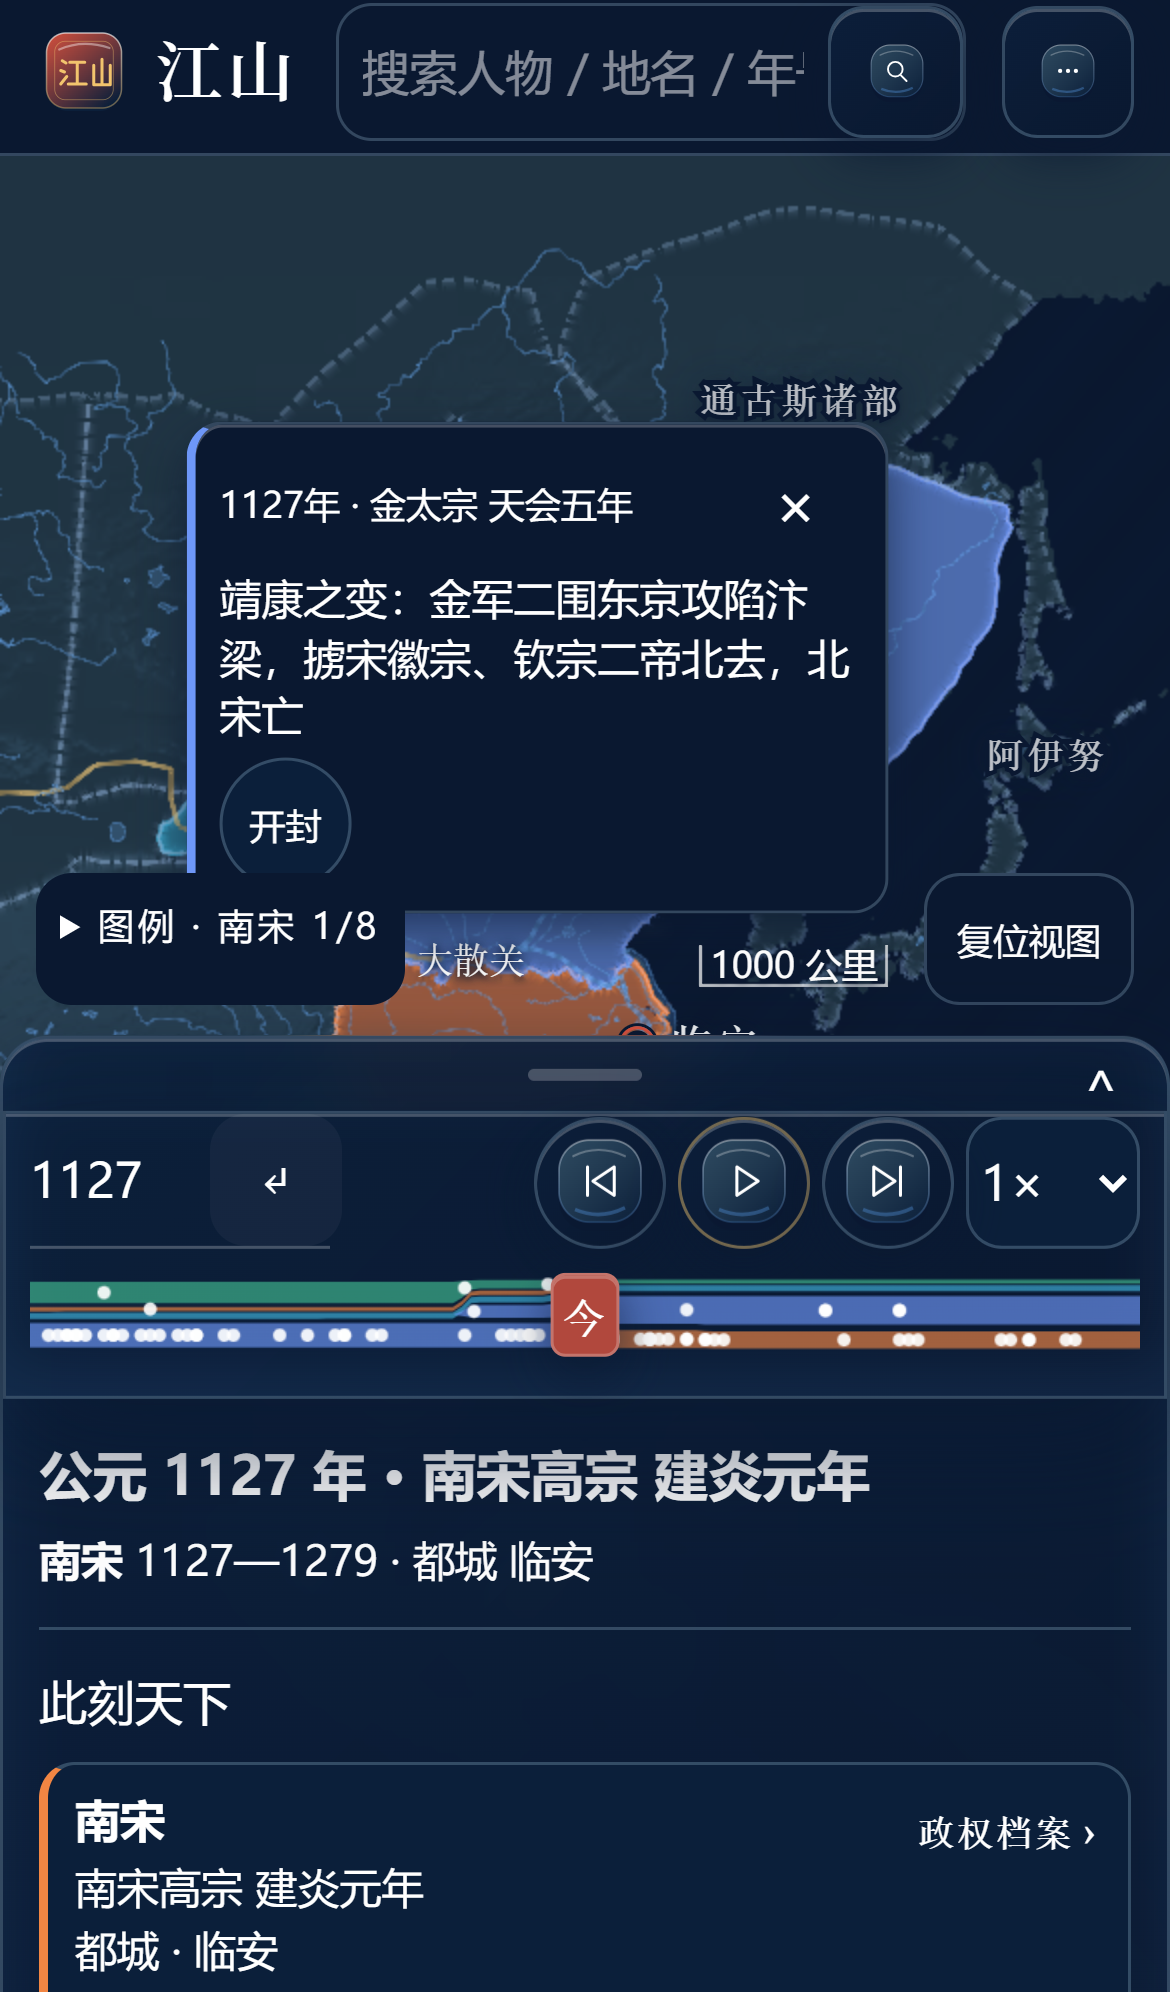 江山
江山
搜索人物 / 地名 / 年
通古斯诸部
1127年 · 金太宗 天会五年
靖康之变：金军二围东京攻陷汴
梁，掳宋徽宗、钦宗二帝北去，北
宋亡
开封
阿伊努
图例 · 南宋 1/8
大散关
1000 公里
复位视图
1127
1×
今
公元 1127 年 • 南宋高宗 建炎元年
南宋 1127—1279 · 都城 临安
此刻天下
南宋
政权档案 ›
南宋高宗 建炎元年
都城 · 临安